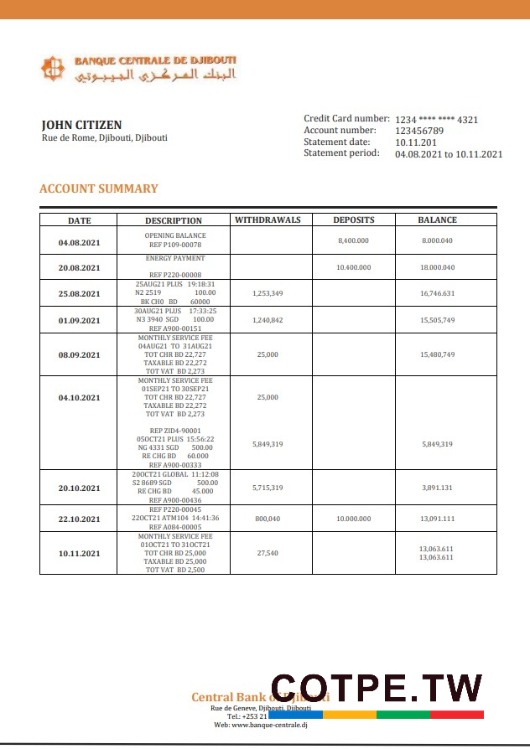 BANQUE CENTRALE DE DJIBOUTI
البنك المركزي الجيبوتي
JOHN CITIZEN
Rue de Rome, Djibouti, Djibouti
Credit Card number: 1234 **** **** 4321
Account number: 123456789
Statement date: 10.11.201
Statement period: 04.08.2021 to 10.11.2021
ACCOUNT SUMMARY
DATE DESCRIPTION WITHDRAWALS DEPOSITS BALANCE
OPENING BALANCE
04.08.2021 8,400.000 8.000.040
REF P109-00078
ENERGY PAYMENT
20.08.2021 10.400.000 18.000.040
REF P220-00008
25AUG21 PLUS 19:18:31
25.08.2021 N2 2519 100.00 1,253,349 16,746.631
BK CHO BD 60000
30AUG21 PLUS 17:33:25
01.09.2021 N3 3940 SGD 100.00 1,240,842 15,505,749
REF A900-00151
MONTHLY SERVICE FEE
04AUG21 TO 31AUG21
08.09.2021 TOT CHR BD 22,727 25,000 15,480,749
TAXABLE BD 22,272
TOT VAT BD 2,273
MONTHLY SERVICE FEE
01SEP21 TO 30SEP21
04.10.2021 TOT CHR BD 22,727 25,000
TAXABLE BD 22,272
TOT VAT BD 2,273
REP ZID4-90001
05OCT21 PLUS 15:56:22
NG 4331 SGD 500.00 5,849,319 5,849,319
RE CHG BD 60.000
REF A900-00333
20OCT21 GLOBAL 11:12:08
S2 8689 SGD 500.00
20.10.2021 5,715,319 3,891.131
RE CHG BD 45.000
REF A900-00436
REF P220-00045
22.10.2021 22OCT21 ATM104 14:41:36 800,040 10.000.000 13,091.111
REF A084-00005
MONTHLY SERVICE FEE
01OCT21 TO 31OCT21
10.11.2021 TOT CHR BD 25,000 27,540 13,063.611
TAXABLE BD 25,000 13,063.611
TOT VAT BD 2,500
Central Bank of Djibouti
COTPE.TW
Rue de Geneve, Djibouti, Djibouti
Tel.: +253 21
Web: www.banque-centrale.dj